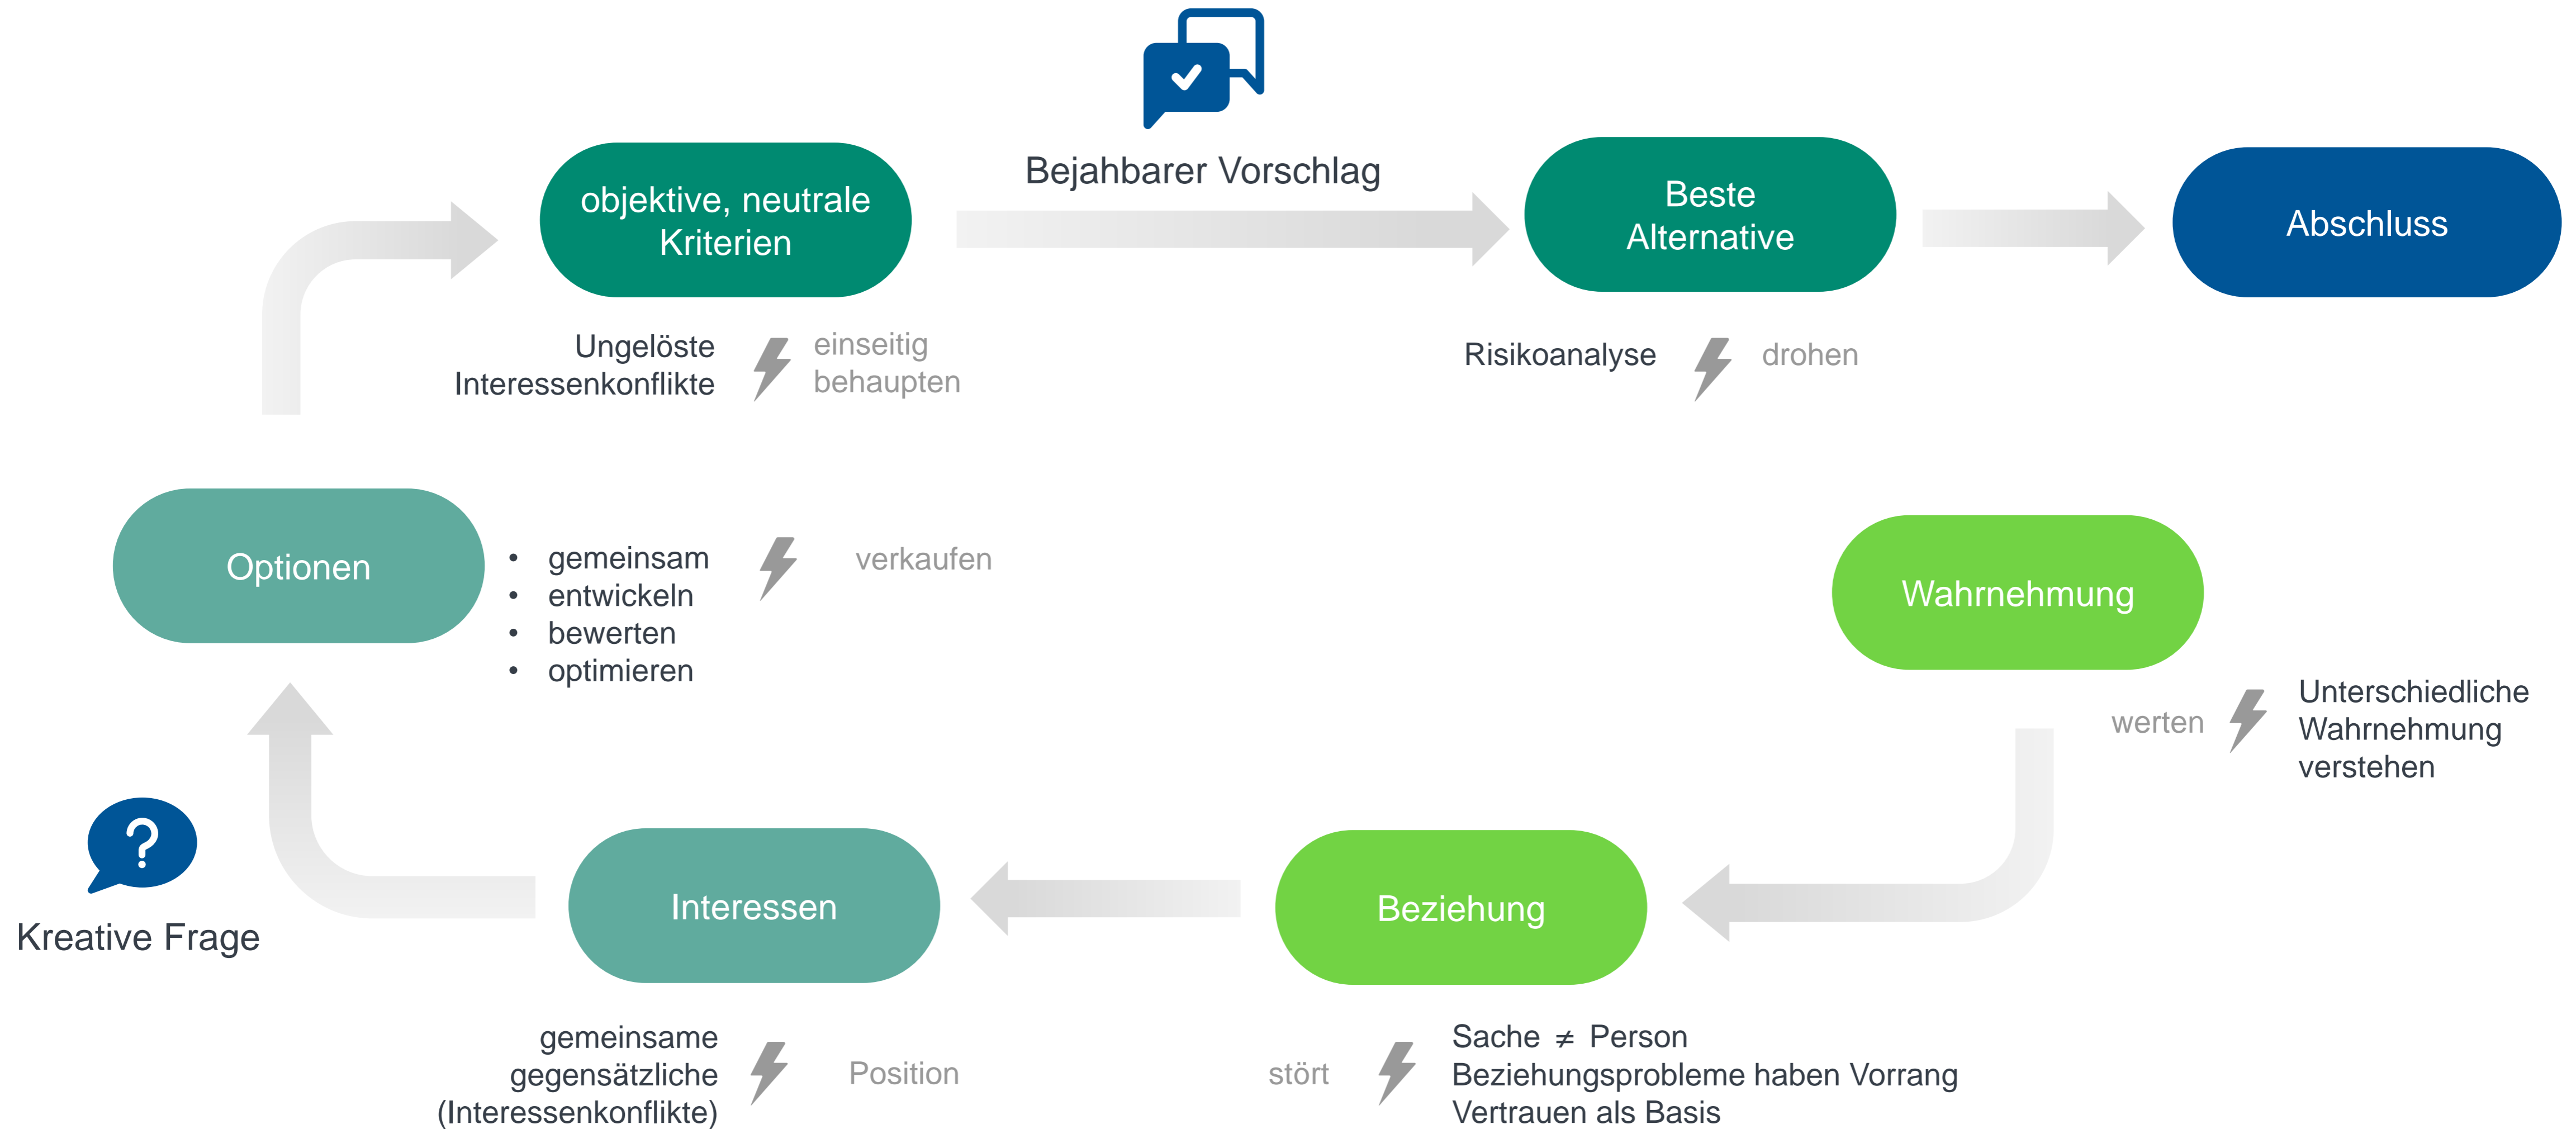 Bejahbarer Vorschlag
objektive, neutrale
Kriterien
Beste
Alternative
Abschluss
Ungelöste
Interessenkonflikte
einseitig
behaupten
Risikoanalyse
drohen
Optionen
• gemeinsam
• entwickeln
• bewerten
• optimieren
verkaufen
Wahrnehmung
werten
Unterschiedliche
Wahrnehmung
verstehen
?
Kreative Frage
Interessen
Beziehung
gemeinsame
gegensätzliche
(Interessenkonflikte)
Position
stört
Sache ≠ Person
Beziehungsprobleme haben Vorrang
Vertrauen als Basis